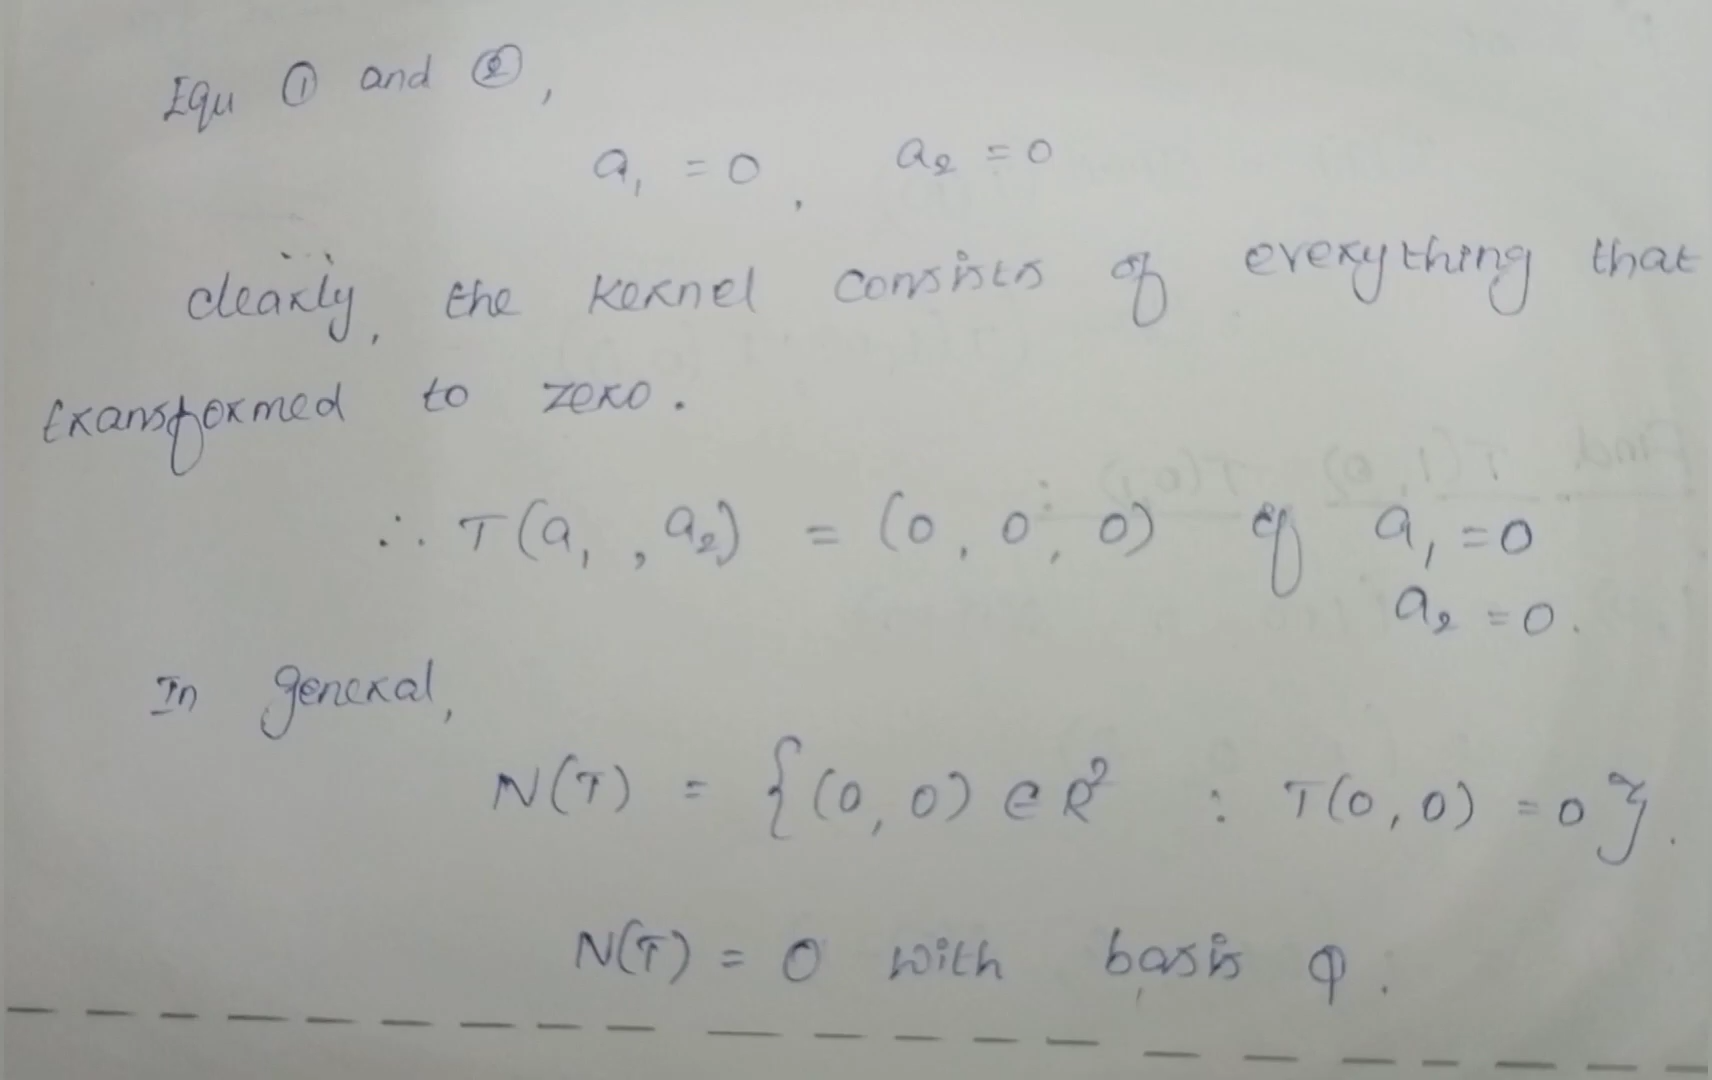 Equ ① and ②,
a₁ = 0, a₂ = 0
clearly, the kernel consists of everything that
transformed to zero.
∴ T(a₁, a₂) = (0, 0, 0) if a₁ = 0
a₂ = 0.
In general,
N(T) = {(0, 0) ∈ R² : T(0, 0) = 0}.
N(T) = 0 with basis φ.